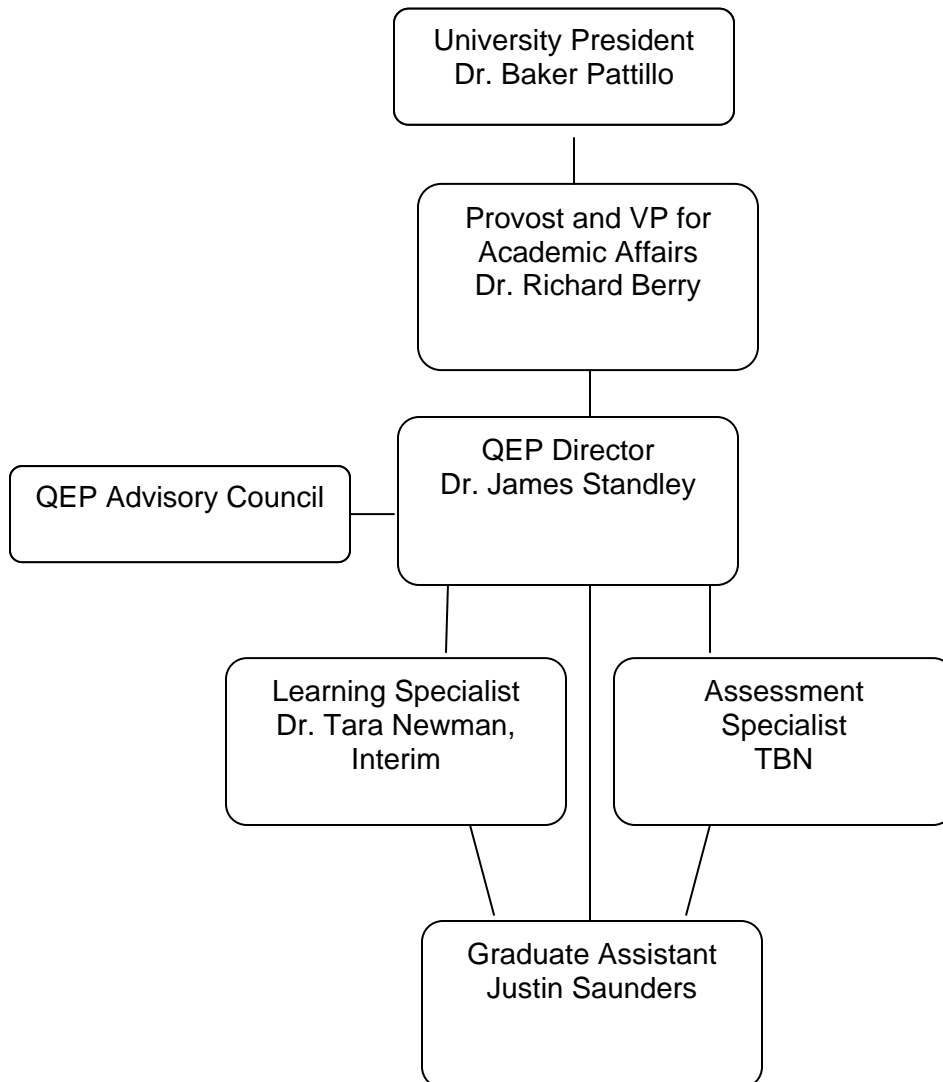 University President
Dr. Baker Pattillo
Provost and VP for
Academic Affairs
Dr. Richard Berry
QEP Director
Dr. James Standley
QEP Advisory Council
Learning Specialist
Dr. Tara Newman,
Interim
Assessment
Specialist
TBN
Graduate Assistant
Justin Saunders